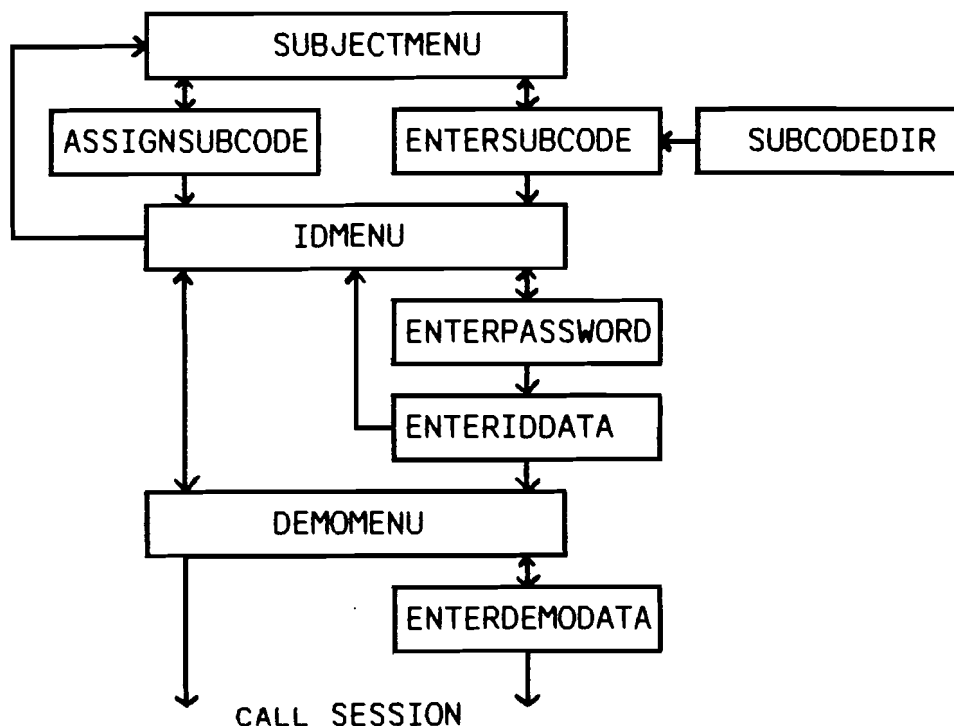 SUBJECTMENU
ASSIGNSUBCODE
ENTERSUBCODE
SUBCODEDIR
IDMENU
ENTERPASSWORD
ENTERIDDATA
DEMOMENU
ENTERDEMODATA
CALL SESSION